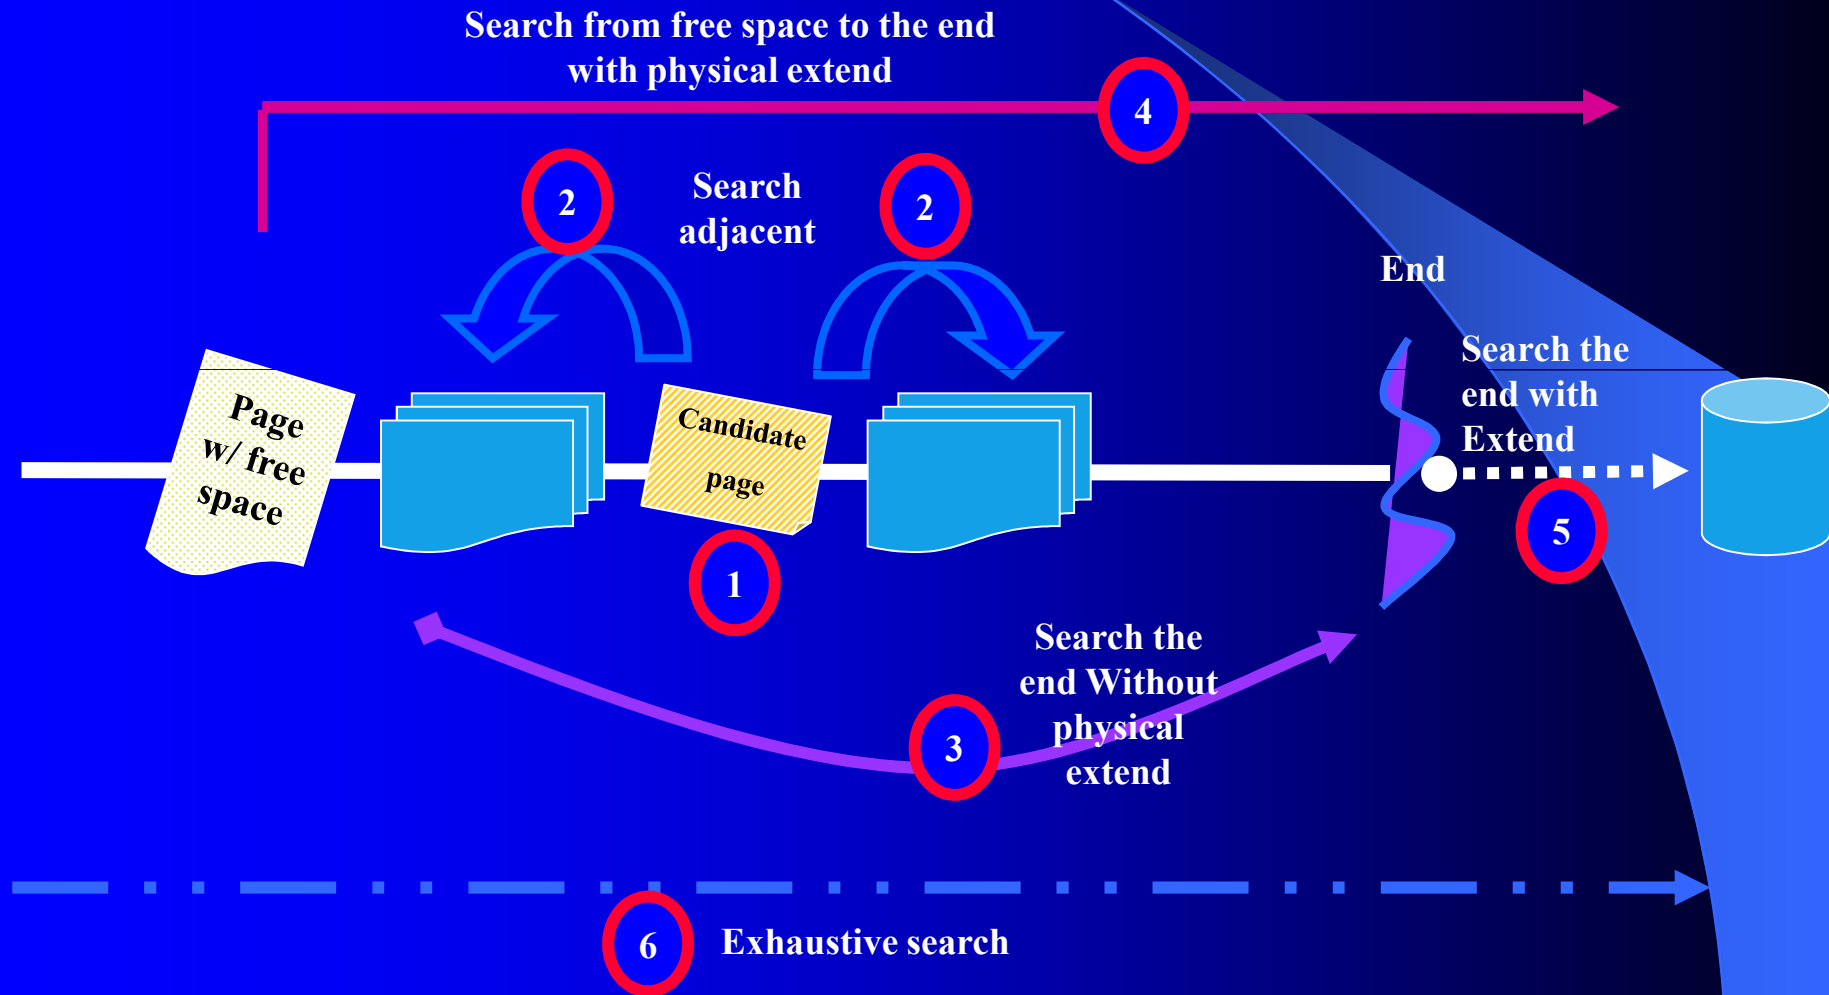 Search from free space to the end
with physical extend
4
2
Search
adjacent
2
End
Search the
end with
Extend
Page
w/ free
space
Candidate
page
5
1
Search the
end Without
physical
extend
3
6
Exhaustive search